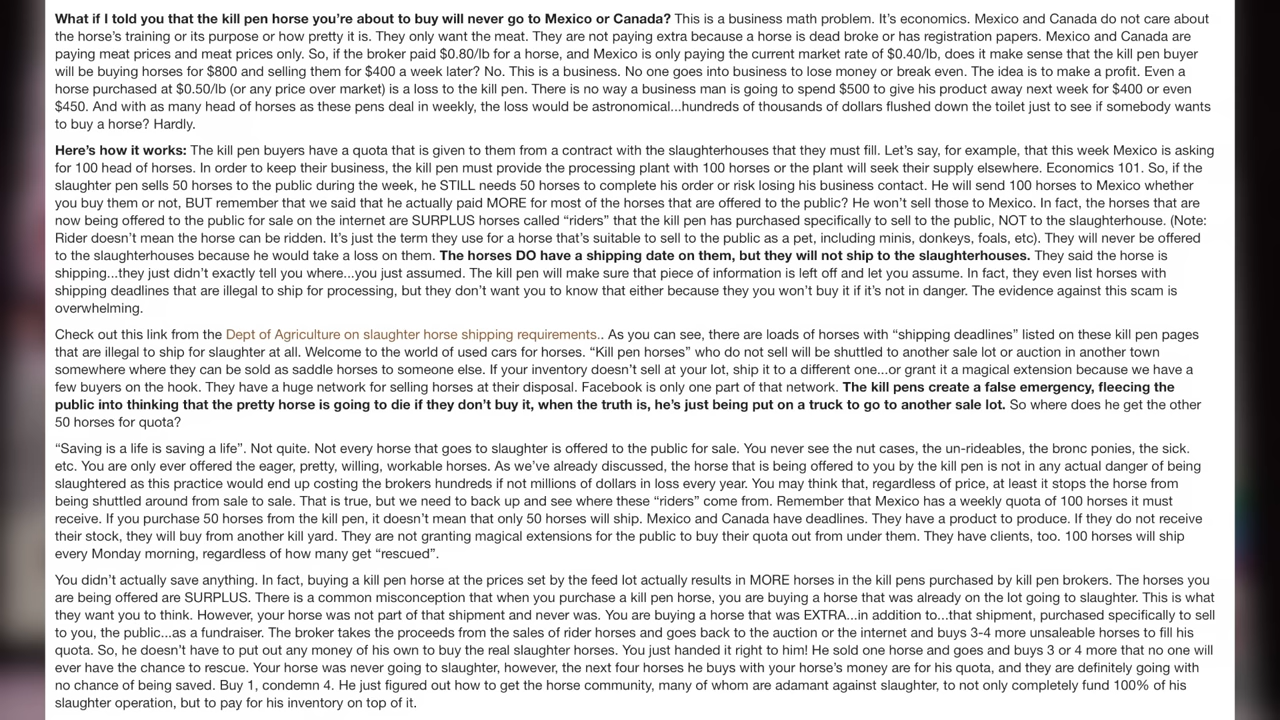 What if I told you that the kill pen horse you're about to buy will never go to Mexico or Canada? This is a business math problem. It's economics. Mexico and Canada do not care about
the horse's training or its purpose or how pretty it is. They only want the meat. They are not paying extra because a horse is dead broke or has registration papers. Mexico and Canada are
paying meat prices and meat prices only. So, if the broker paid $0.80/lb for a horse, and Mexico is only paying the current market rate of $0.40/lb, does it make sense that the kill pen buyer
will be buying horses for $800 and selling them for $400 a week later? No. This is a business. No one goes into business to lose money or break even. The idea is to make a profit. Even a
horse purchased at $0.50/lb (or any price over market) is a loss to the kill pen. There is no way a business man is going to spend $500 to give his product away next week for $400 or even
$450. And with as many head of horses as these pens deal in weekly, the loss would be astronomical...hundreds of thousands of dollars flushed down the toilet just to see if somebody wants
to buy a horse? Hardly.
Here's how it works: The kill pen buyers have a quota that is given to them from a contract with the slaughterhouses that they must fill. Let's say, for example, that this week Mexico is asking
for 100 head of horses. In order to keep their business, the kill pen must provide the processing plant with 100 horses or the plant will seek their supply elsewhere. Economics 101. So, if the
slaughter pen sells 50 horses to the public during the week, he STILL needs 50 horses to complete his order or risk losing his business contact. He will send 100 horses to Mexico whether
you buy them or not, BUT remember that we said that he actually paid MORE for most of the horses that are offered to the public? He won't sell those to Mexico. In fact, the horses that are
now being offered to the public for sale on the internet are SURPLUS horses called "riders" that the kill pen has purchased specifically to sell to the public, NOT to the slaughterhouse. (Note:
Rider doesn't mean the horse can be ridden. It's just the term they use for a horse that's suitable to sell to the public as a pet, including minis, donkeys, foals, etc). They will never be offered
to the slaughterhouses because he would take a loss on them. The horses DO have a shipping date on them, but they will not ship to the slaughterhouses. They said the horse is
shipping...they just didn't exactly tell you where...you just assumed. The kill pen will make sure that piece of information is left off and let you assume. In fact, they even list horses with
shipping deadlines that are illegal to ship for processing, but they don't want you to know that either because they you won't buy it if it's not in danger. The evidence against this scam is
overwhelming.
Check out this link from the Dept of Agriculture on slaughter horse shipping requirements.. As you can see, there are loads of horses with "shipping deadlines" listed on these kill pen pages
that are illegal to ship for slaughter at all. Welcome to the world of used cars for horses. "Kill pen horses" who do not sell will be shuttled to another sale lot or auction in another town
somewhere where they can be sold as saddle horses to someone else. If your inventory doesn't sell at your lot, ship it to a different one...or grant it a magical extension because we have a
few buyers on the hook. They have a huge network for selling horses at their disposal. Facebook is only one part of that network. The kill pens create a false emergency, fleecing the
public into thinking that the pretty horse is going to die if they don't buy it, when the truth is, he's just being put on a truck to go to another sale lot. So where does he get the other
50 horses for quota?
"Saving is a life is saving a life". Not quite. Not every horse that goes to slaughter is offered to the public for sale. You never see the nut cases, the un-rideables, the bronc ponies, the sick.
etc. You are only ever offered the eager, pretty, willing, workable horses. As we've already discussed, the horse that is being offered to you by the kill pen is not in any actual danger of being
slaughtered as this practice would end up costing the brokers hundreds if not millions of dollars in loss every year. You may think that, regardless of price, at least it stops the horse from
being shuttled around from sale to sale. That is true, but we need to back up and see where these "riders" come from. Remember that Mexico has a weekly quota of 100 horses it must
receive. If you purchase 50 horses from the kill pen, it doesn't mean that only 50 horses will ship. Mexico and Canada have deadlines. They have a product to produce. If they do not receive
their stock, they will buy from another kill yard. They are not granting magical extensions for the public to buy their quota out from under them. They have clients, too. 100 horses will ship
every Monday morning, regardless of how many get "rescued".
You didn't actually save anything. In fact, buying a kill pen horse at the prices set by the feed lot actually results in MORE horses in the kill pens purchased by kill pen brokers. The horses you
are being offered are SURPLUS. There is a common misconception that when you purchase a kill pen horse, you are buying a horse that was already on the lot going to slaughter. This is what
they want you to think. However, your horse was not part of that shipment and never was. You are buying a horse that was EXTRA...in addition to...that shipment, purchased specifically to sell
to you, the public...as a fundraiser. The broker takes the proceeds from the sales of rider horses and goes back to the auction or the internet and buys 3-4 more unsaleable horses to fill his
quota. So, he doesn't have to put out any money of his own to buy the real slaughter horses. You just handed it right to him! He sold one horse and goes and buys 3 or 4 more that no one will
ever have the chance to rescue. Your horse was never going to slaughter, however, the next four horses he buys with your horse's money are for his quota, and they are definitely going with
no chance of being saved. Buy 1, condemn 4. He just figured out how to get the horse community, many of whom are adamant against slaughter, to not only completely fund 100% of his
slaughter operation, but to pay for his inventory on top of it.